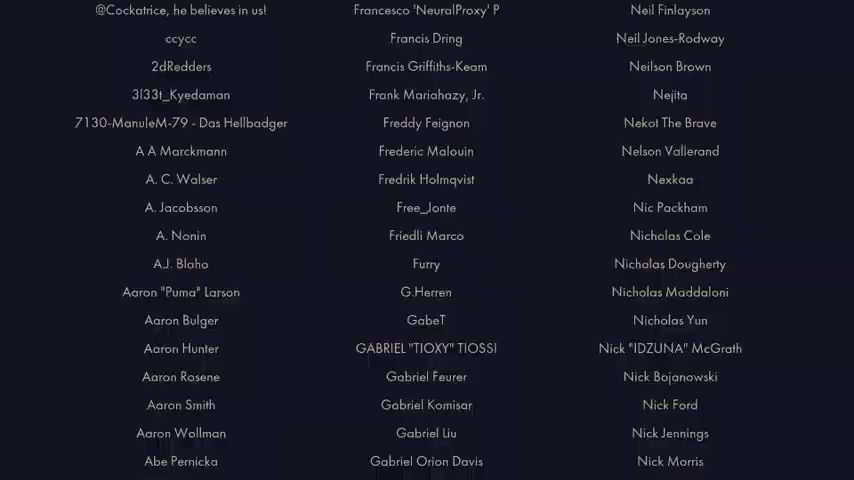 @Cockatrice, he believes in us!
ccycc
2dRedders
3l33t_Kyedaman
7130-ManuleM-79 - Das Hellbadger
A A Marckmann
A. C. Walser
A. Jacobsson
A. Nonin
A.J. Blaho
Aaron "Puma" Larson
Aaron Bulger
Aaron Hunter
Aaron Rosene
Aaron Smith
Aaron Wollman
Abe Pernicka
Francesco 'NeuralProxy' P
Francis Dring
Francis Griffiths-Keam
Frank Mariahazy, Jr.
Freddy Feignon
Frederic Malouin
Fredrik Holmqvist
Free_Jonte
Friedli Marco
Furry
G.Herren
GabeT
GABRIEL "TIOXY" TIOSSI
Gabriel Feurer
Gabriel Komisar
Gabriel Liu
Gabriel Orion Davis
Neil Finlayson
Neil Jones-Rodway
Neilson Brown
Nejita
Nekot The Brave
Nelson Vallerand
Nexkaa
Nic Packham
Nicholas Cole
Nicholas Dougherty
Nicholas Maddaloni
Nicholas Yun
Nick "IDZUNA" McGrath
Nick Bojanowski
Nick Ford
Nick Jennings
Nick Morris